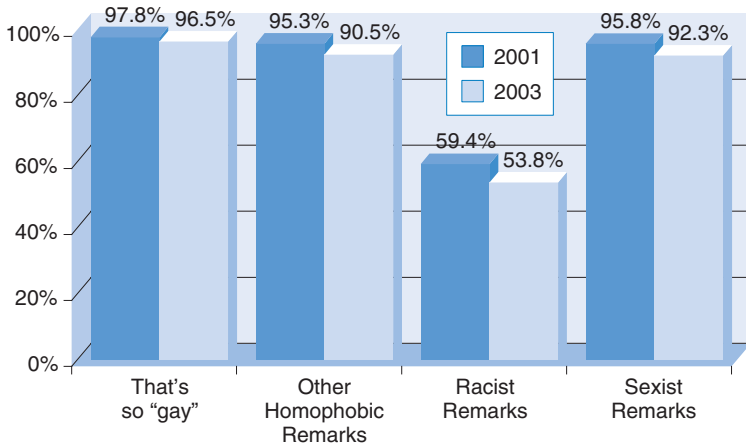 97.8% 96.5% 95.3% 90.5% 59.4% 53.8% 95.8% 92.3%
2001
2003
100%
80%
60%
40%
20%
0%
That's
so “gay”
Other
Homophobic
Remarks
Racist
Remarks
Sexist
Remarks